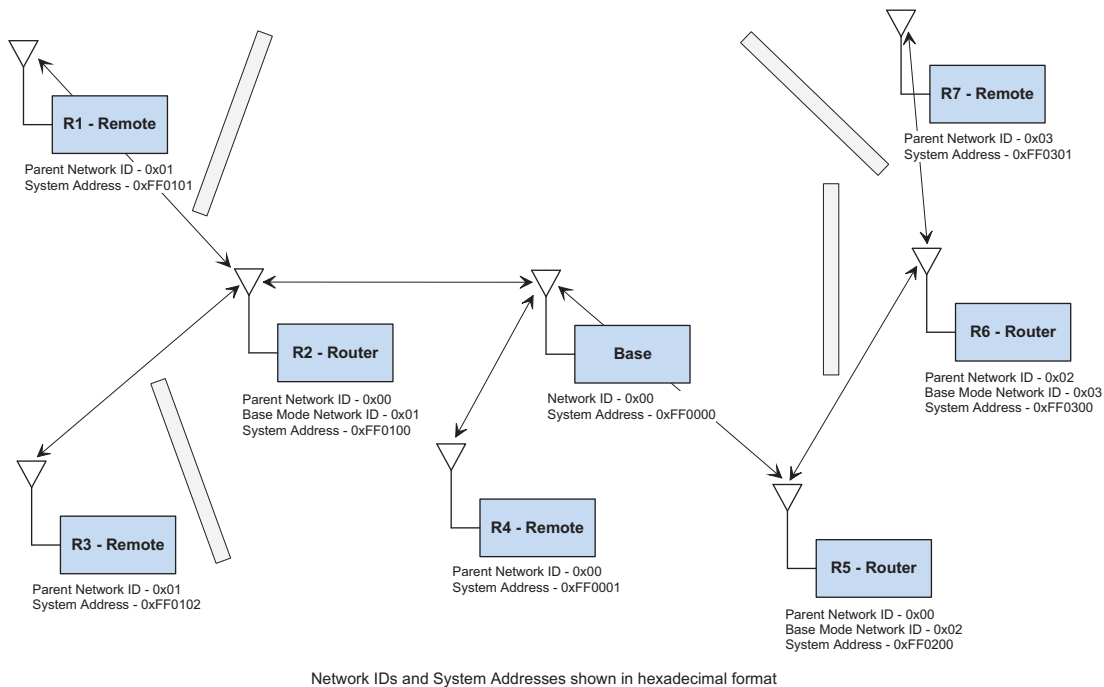 R1 - Remote
Parent Network ID - 0x01
System Address - 0xFF0101
R7 - Remote
Parent Network ID - 0x03
System Address - 0xFF0301
R2 - Router
Parent Network ID - 0x00
Base Mode Network ID - 0x01
System Address - 0xFF0100
Base
Network ID - 0x00
System Address - 0xFF0000
R6 - Router
Parent Network ID - 0x02
Base Mode Network ID - 0x03
System Address - 0xFF0300
R3 - Remote
Parent Network ID - 0x01
System Address - 0xFF0102
R4 - Remote
Parent Network ID - 0x00
System Address - 0xFF0001
R5 - Router
Parent Network ID - 0x00
Base Mode Network ID - 0x02
System Address - 0xFF0200
Network IDs and System Addresses shown in hexadecimal format